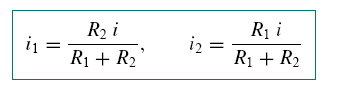 i₁ = R₂ i / (R₁ + R₂), i₂ = R₁ i / (R₁ + R₂)